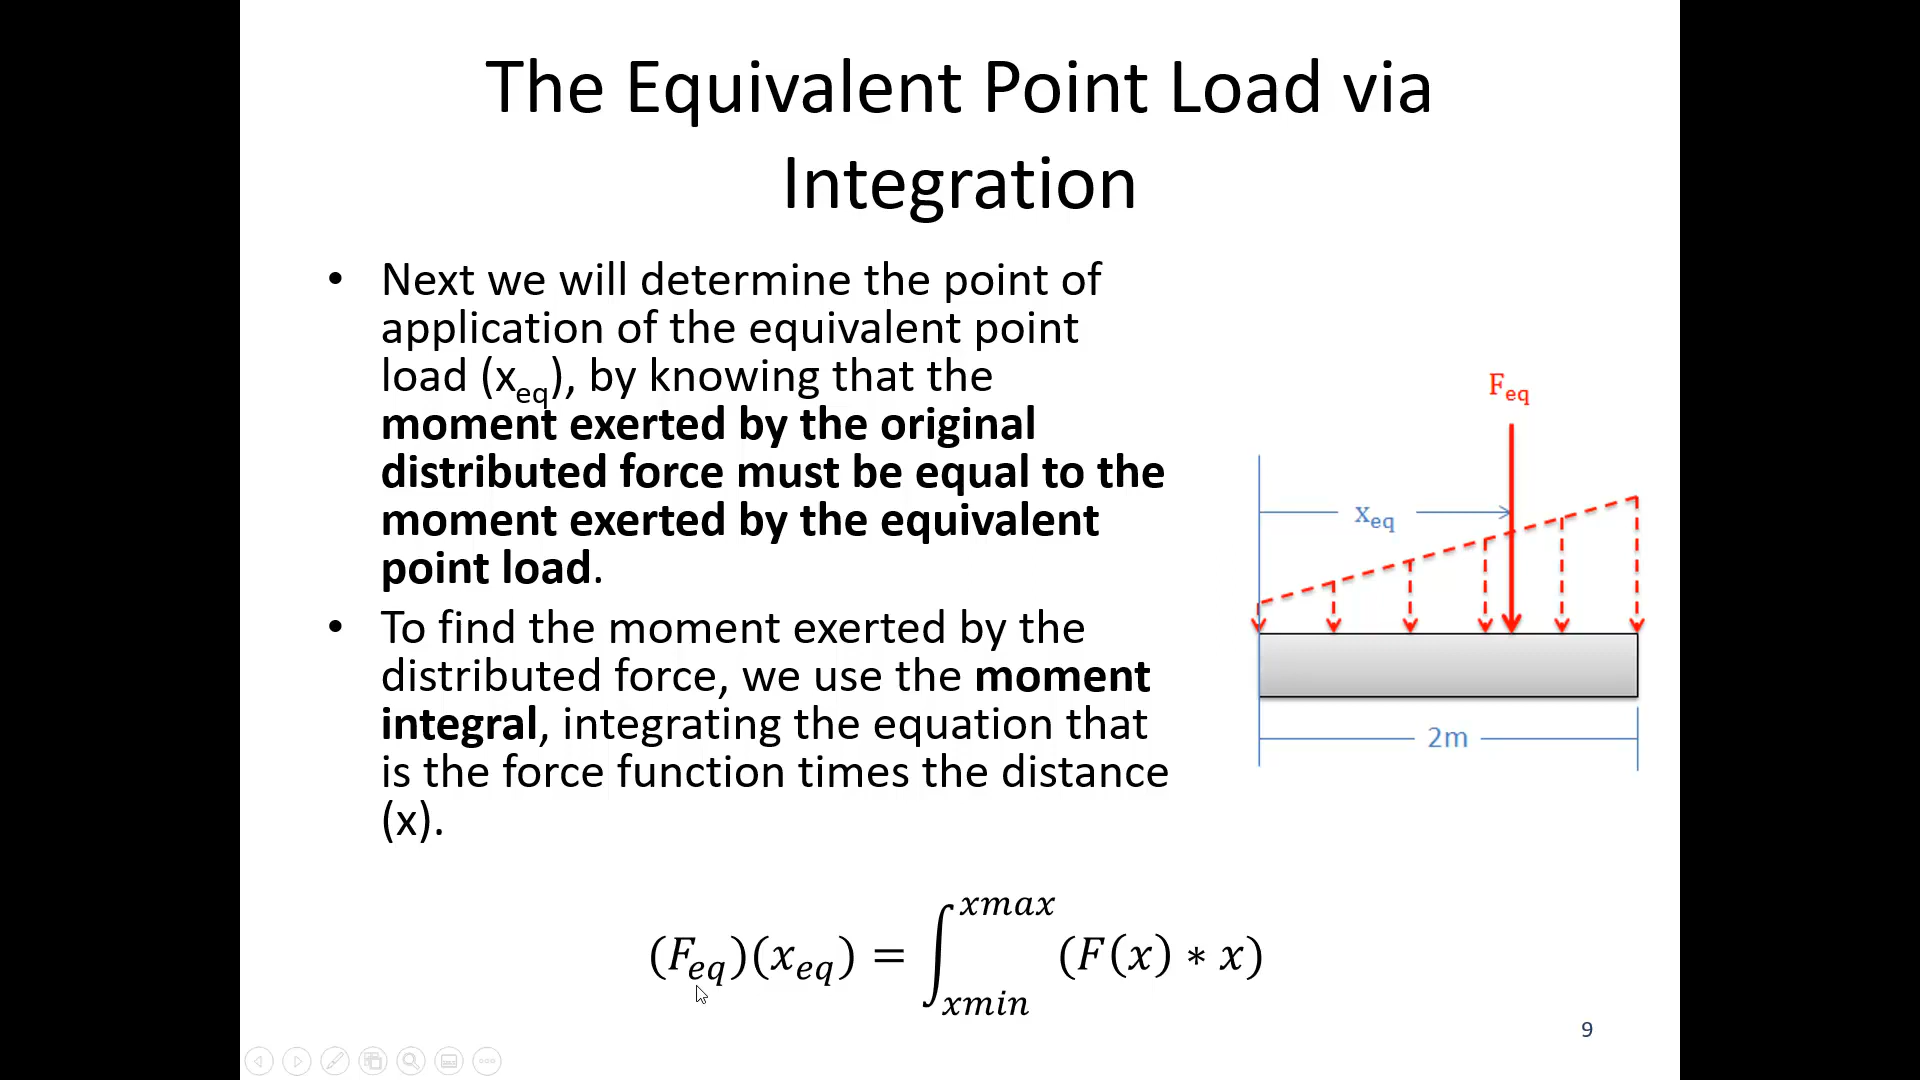 The Equivalent Point Load via
Integration
• Next we will determine the point of
application of the equivalent point
load (xeq), by knowing that the
moment exerted by the original
distributed force must be equal to the
moment exerted by the equivalent
point load.
• To find the moment exerted by the
distributed force, we use the moment
integral, integrating the equation that
is the force function times the distance
(x).
Feq
xeq
2m
(Feq)(xeq) = ∫xmin^xmax (F(x) * x)
9